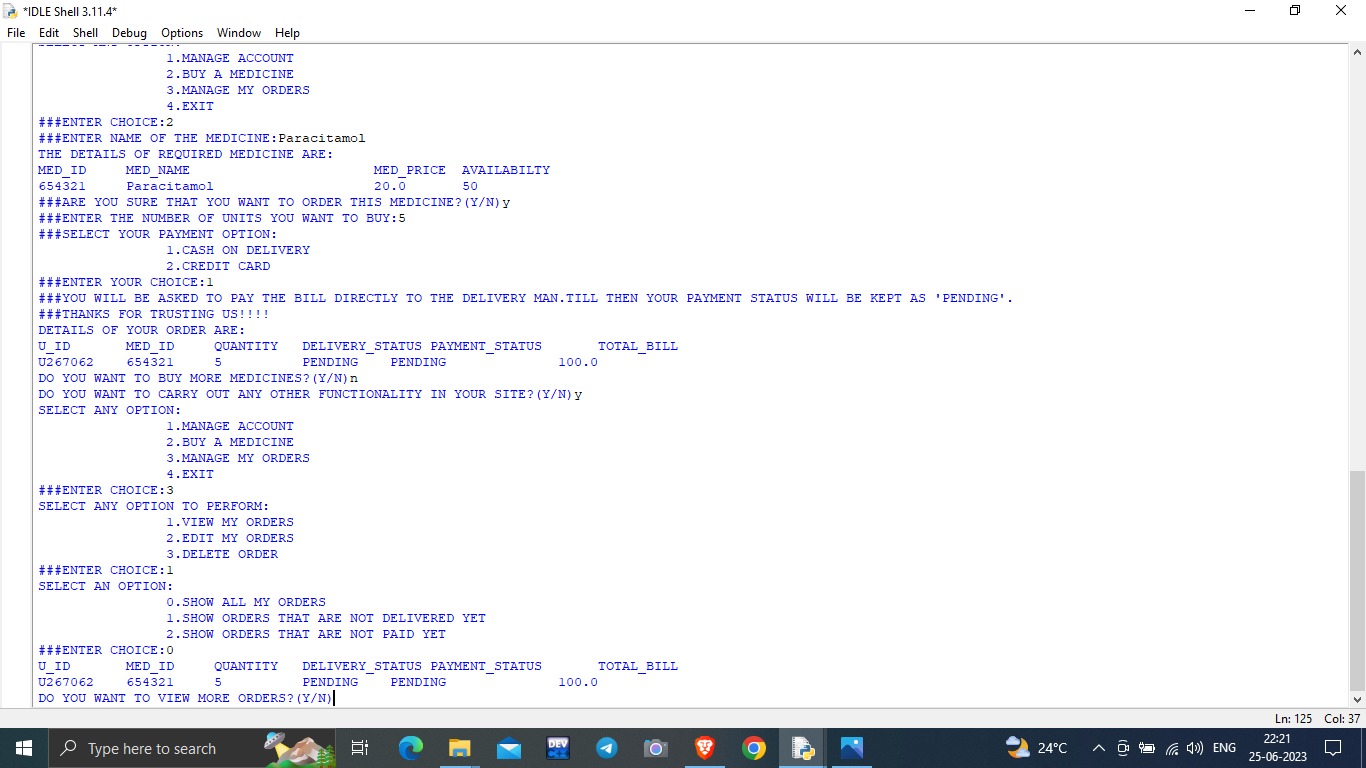 *IDLE Shell 3.11.4*
File Edit Shell Debug Options Window Help
1.MANAGE ACCOUNT
2.BUY A MEDICINE
3.MANAGE MY ORDERS
4.EXIT
###ENTER CHOICE:2
###ENTER NAME OF THE MEDICINE:Paracitamol
THE DETAILS OF REQUIRED MEDICINE ARE:
MED_ID MED_NAME MED_PRICE AVAILABILTY
654321 Paracitamol 20.0 50
###ARE YOU SURE THAT YOU WANT TO ORDER THIS MEDICINE?(Y/N)y
###ENTER THE NUMBER OF UNITS YOU WANT TO BUY:5
###SELECT YOUR PAYMENT OPTION:
1.CASH ON DELIVERY
2.CREDIT CARD
###ENTER YOUR CHOICE:1
###YOU WILL BE ASKED TO PAY THE BILL DIRECTLY TO THE DELIVERY MAN.TILL THEN YOUR PAYMENT STATUS WILL BE KEPT AS 'PENDING'.
###THANKS FOR TRUSTING US!!!!
DETAILS OF YOUR ORDER ARE:
U_ID MED_ID QUANTITY DELIVERY_STATUS PAYMENT_STATUS TOTAL_BILL
U267062 654321 5 PENDING PENDING 100.0
DO YOU WANT TO BUY MORE MEDICINES?(Y/N)n
DO YOU WANT TO CARRY OUT ANY OTHER FUNCTIONALITY IN YOUR SITE?(Y/N)y
SELECT ANY OPTION:
1.MANAGE ACCOUNT
2.BUY A MEDICINE
3.MANAGE MY ORDERS
4.EXIT
###ENTER CHOICE:3
SELECT ANY OPTION TO PERFORM:
1.VIEW MY ORDERS
2.EDIT MY ORDERS
3.DELETE ORDER
###ENTER CHOICE:1
SELECT AN OPTION:
0.SHOW ALL MY ORDERS
1.SHOW ORDERS THAT ARE NOT DELIVERED YET
2.SHOW ORDERS THAT ARE NOT PAID YET
###ENTER CHOICE:0
U_ID MED_ID QUANTITY DELIVERY_STATUS PAYMENT_STATUS TOTAL_BILL
U267062 654321 5 PENDING PENDING 100.0
DO YOU WANT TO VIEW MORE ORDERS?(Y/N)
Ln: 125 Col: 37
Type here to search
DEV
24°C
ENG
22:21
25-06-2023